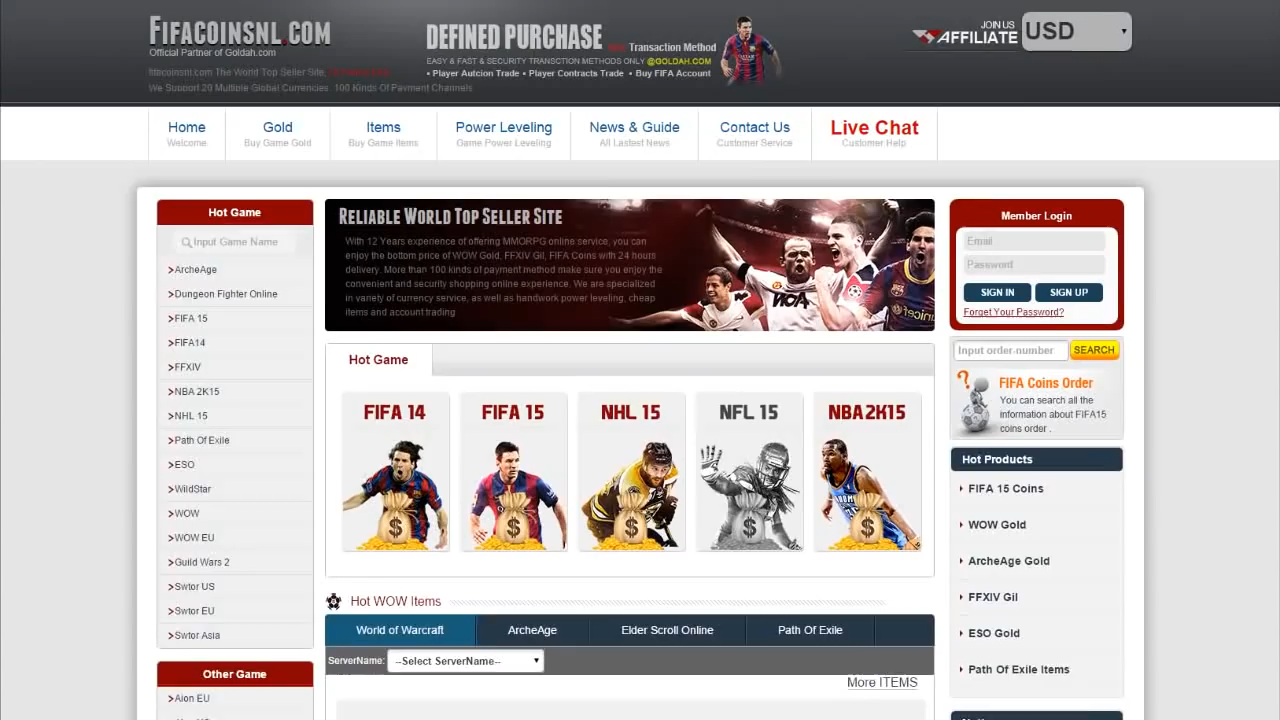 FIFACOINSNL.COM
Official Partner of Goldah.com
fifacoinsnl.com The World Top Seller Site,
We Support 20 Multiple Global Currencies, 100 Kinds Of Payment Channels
DEFINED PURCHASE
Transaction Method
EASY & FAST & SECURITY TRANSCTION METHODS ONLY @GOLDAH.COM
• Player Autcion Trade • Player Contracts Trade • Buy FIFA Account
JOIN US
AFFILIATE
USD
Home
Welcome
Gold
Buy Game Gold
Items
Buy Game Items
Power Leveling
Game Power Leveling
News & Guide
All Lastest News
Contact Us
Customer Service
Live Chat
Customer Help
Hot Game
Input Game Name
ArcheAge
Dungeon Fighter Online
FIFA 15
FIFA14
FFXIV
NBA 2K15
NHL 15
Path Of Exile
ESO
WildStar
WOW
WOW EU
Guild Wars 2
Swtor US
Swtor EU
Swtor Asia
Other Game
Aion EU
RELIABLE WORLD TOP SELLER SITE
With 12 Years experience of offering MMORPG online service, you can
enjoy the bottom price of WOW Gold, FFXIV Gil, FIFA Coins with 24 hours
delivery. More than 100 kinds of payment method make sure you enjoy the
convenient and security shopping online experience. We are specialized
in variety of currency service, as well as handwork power leveling, cheap
items and account trading
Hot Game
FIFA 14
FIFA 15
NHL 15
NFL 15
NBA2K15
Hot WOW Items
World of Warcraft
ArcheAge
Elder Scroll Online
Path Of Exile
ServerName:
--Select ServerName--
More ITEMS
Member Login
Email
Password
SIGN IN
SIGN UP
Forget Your Password?
Input order-number
SEARCH
FIFA Coins Order
You can search all the
information about FIFA15
coins order .
Hot Products
FIFA 15 Coins
WOW Gold
ArcheAge Gold
FFXIV Gil
ESO Gold
Path Of Exile Items